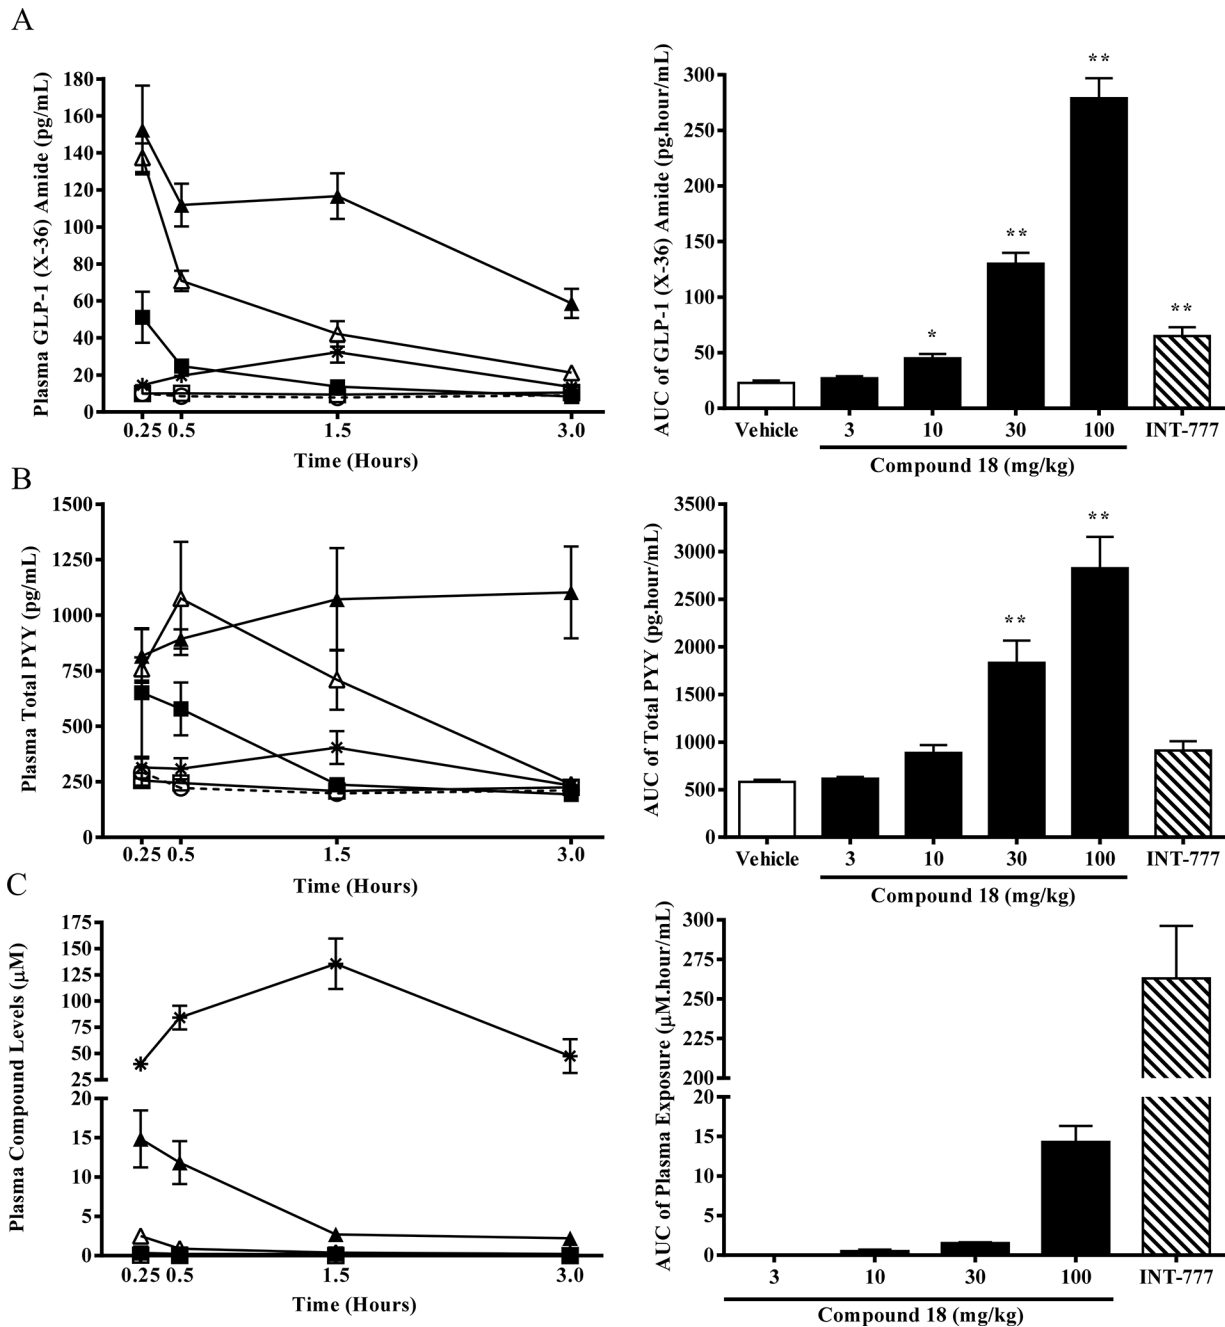 A
Plasma GLP-1 (X-36) Amide (pg/mL)
180
160
140
120
100
80
60
40
20
0
0.25 0.5 1.5 3.0
Time (Hours)
AUC of GLP-1 (X-36) Amide (pg.hour/mL)
300
250
200
150
100
50
0
*
**
**
**
Vehicle 3 10 30 100 INT-777
Compound 18 (mg/kg)
B
Plasma Total PYY (pg/mL)
1500
1250
1000
750
500
250
0
0.25 0.5 1.5 3.0
Time (Hours)
AUC of Total PYY (pg.hour/mL)
3500
3000
2500
2000
1500
1000
500
0
**
**
Vehicle 3 10 30 100 INT-777
Compound 18 (mg/kg)
C
Plasma Compound Levels (μM)
175
150
125
100
75
50
25
20
15
10
5
0
0.25 0.5 1.5 3.0
Time (Hours)
AUC of Plasma Exposure (μM.hour/mL)
300
275
250
225
200
20
15
10
5
0
3 10 30 100 INT-777
Compound 18 (mg/kg)